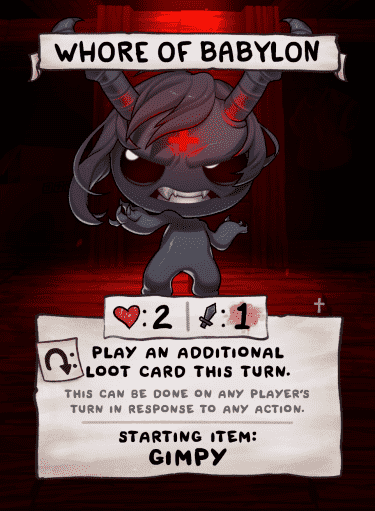 WHORE OF BABYLON
:2 | :1
: PLAY AN ADDITIONAL
LOOT CARD THIS TURN.
THIS CAN BE DONE ON ANY PLAYER'S
TURN IN RESPONSE TO ANY ACTION.
STARTING ITEM:
GIMPY